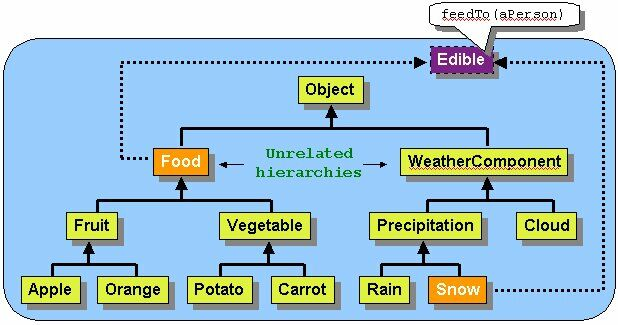 feedTo(aPerson)
Edible
Object
Food
Unrelated
hierarchies
WeatherComponent
Fruit
Vegetable
Precipitation
Cloud
Apple
Orange
Potato
Carrot
Rain
Snow